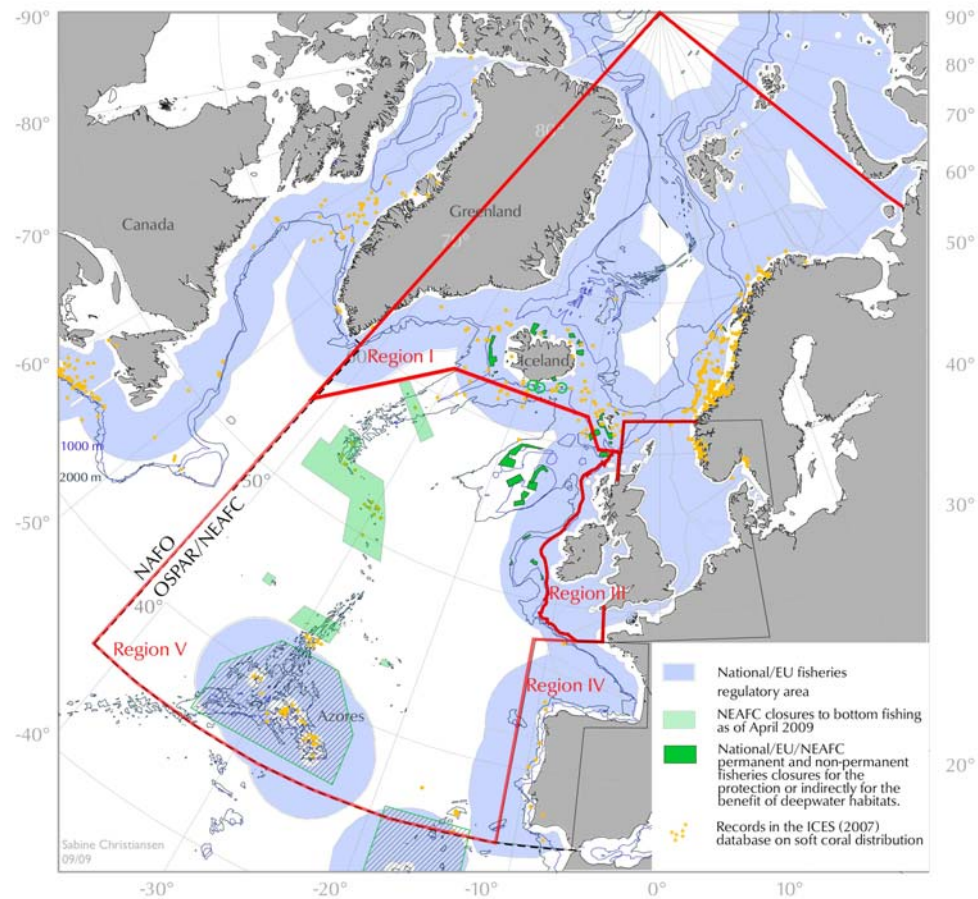 -90°
90°
-80°
80°
-70°
70°
-60°
60°
-50°
50°
-40°
40°
30°
20°
-30°
-20°
-10°
0°
10°
80°
70°
50°
40°
Canada
Greenland
Iceland
Region I
1000 m
2000 m
NAFO
OSPAR/NEAFC
Region III
Region V
Region IV
Azores
Sabine Christiansen
09/09
National/EU fisheries
regulatory area
NEAFC closures to bottom fishing
as of April 2009
National/EU/NEAFC
permanent and non-permanent
fisheries closures for the
protection or indirectly for the
benefit of deepwater habitats.
Records in the ICES (2007)
database on soft coral distribution